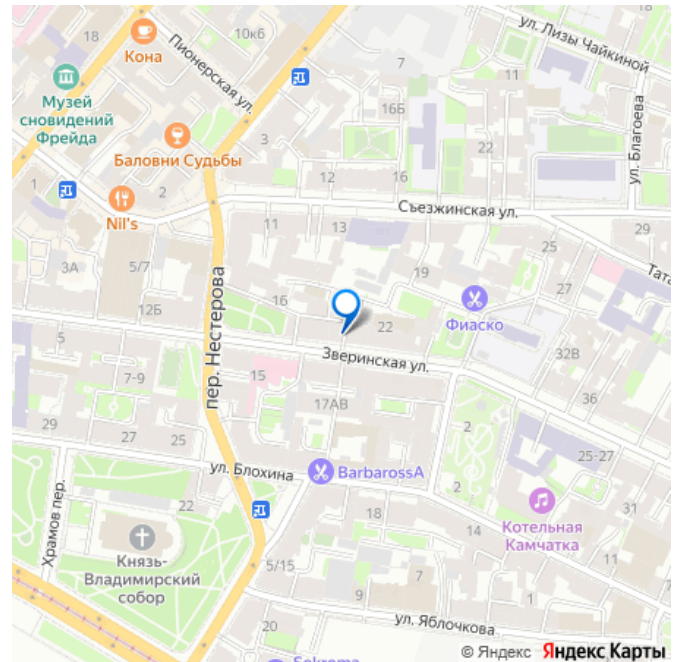 ул. Лизы Чайкиной
18
10к6
Кона
Пионерская ул.
7
11
Музей
сновидений
Фрейда
16Б
ул. Благоева
3
22
Баловни Судьбы
1
2
12
16
Nil's
Съезжинская ул.
11
13
29
25
Тата
3А
5/7
19
27
пер. Нестерова
16
12Б
Фиаско
22
5
Зверинская ул.
32В
7-9
15
36
17АВ
29
27
25
2
25-27
ул. Блохина
BarbarossA
2
Храмов пер.
22
Котельная
Камчатка
31
14
18
Князь-
Владимирский
собор
5/15
33
9
ул. Яблочкова
20
© Яндекс Яндекс Карты